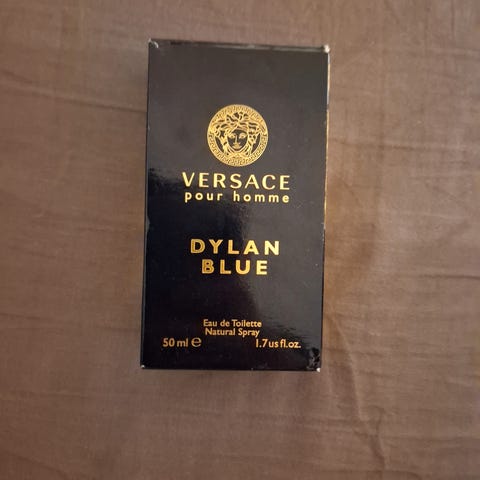 VERSACE
pour homme
DYLAN
BLUE
Eau de Toilette
Natural Spray
50 ml ℮ 1.7 us fl.oz.